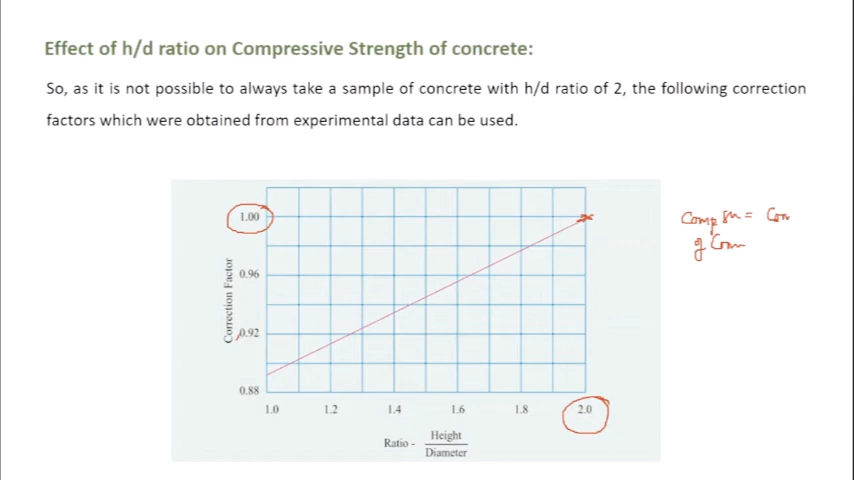 Effect of h/d ratio on Compressive Strength of concrete:
So, as it is not possible to always take a sample of concrete with h/d ratio of 2, the following correction
factors which were obtained from experimental data can be used.
1.00
0.96
0.92
0.88
Correction Factor
1.0 1.2 1.4 1.6 1.8 2.0
Ratio - Height
Diameter
Comp = Con